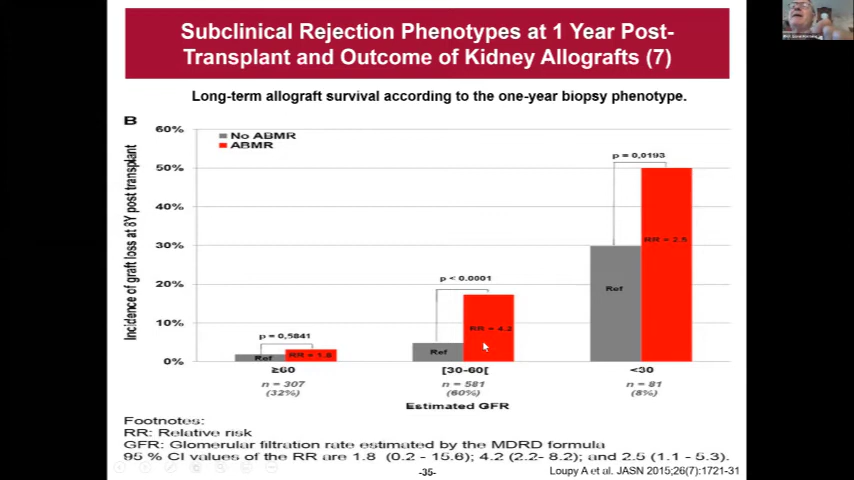 Subclinical Rejection Phenotypes at 1 Year Post-
Transplant and Outcome of Kidney Allografts (7)
Long-term allograft survival according to the one-year biopsy phenotype.
B
Incidence of graft loss at 8Y post transplant
60%
50%
40%
30%
20%
10%
0%
No ABMR
ABMR
p = 0,5841
Ref
RR = 1.8
p < 0.0001
Ref
RR = 4.2
p = 0,0193
Ref
RR = 2.5
≥60
[30-60[
<30
n = 307
(32%)
n = 581
(60%)
n = 81
(8%)
Estimated GFR
Footnotes:
RR: Relative risk
GFR: Glomerular filtration rate estimated by the MDRD formula
95 % CI values of the RR are 1.8 (0.2 - 15.6); 4.2 (2.2- 8.2); and 2.5 (1.1 - 5.3).
-35-
Loupy A et al. JASN 2015;26(7):1721-31